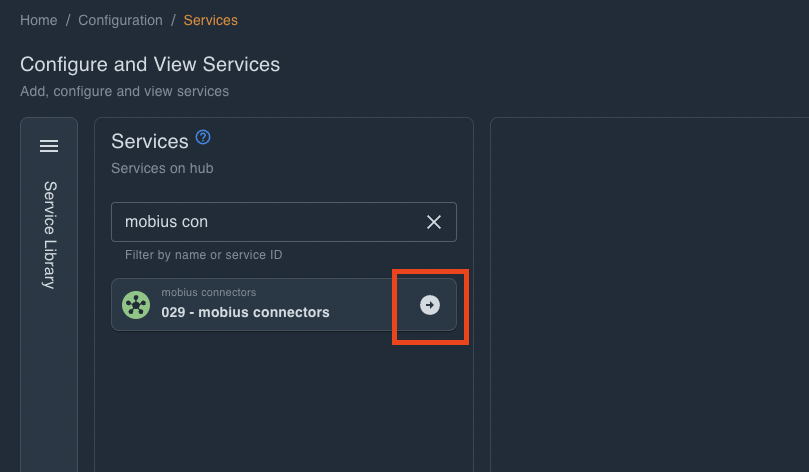 Home / Configuration / Services
Configure and View Services
Add, configure and view services
Service Library
Services
Services on hub
mobius con
Filter by name or service ID
mobius connectors
029 - mobius connectors